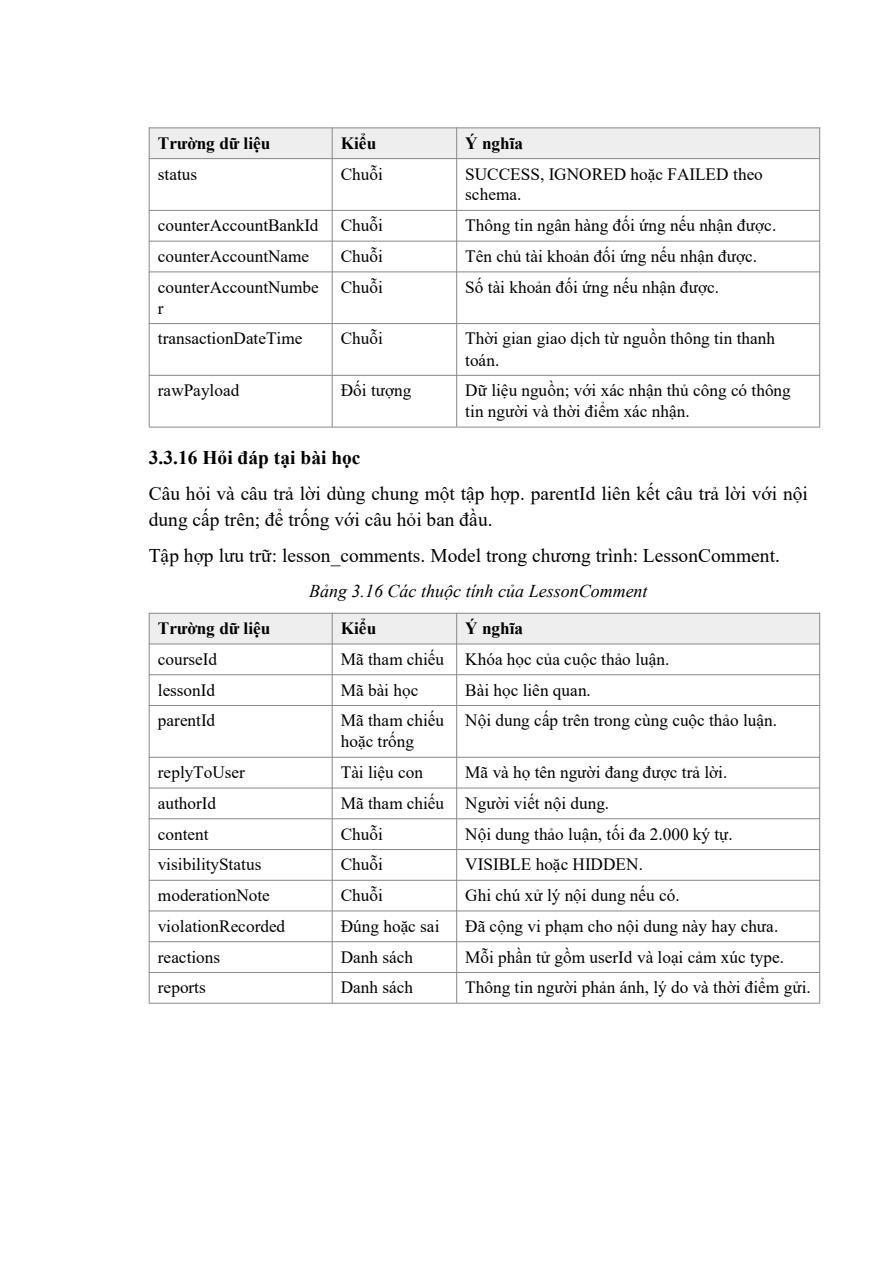 Trường dữ liệu Kiểu Ý nghĩa
status Chuỗi SUCCESS, IGNORED hoặc FAILED theo
schema.
counterAccountBankId Chuỗi Thông tin ngân hàng đối ứng nếu nhận được.
counterAccountName Chuỗi Tên chủ tài khoản đối ứng nếu nhận được.
counterAccountNumbe Chuỗi Số tài khoản đối ứng nếu nhận được.
r
transactionDateTime Chuỗi Thời gian giao dịch từ nguồn thông tin thanh
toán.
rawPayload Đối tượng Dữ liệu nguồn; với xác nhận thủ công có thông
tin người và thời điểm xác nhận.
3.3.16 Hỏi đáp tại bài học
Câu hỏi và câu trả lời dùng chung một tập hợp. parentId liên kết câu trả lời với nội
dung cấp trên; để trống với câu hỏi ban đầu.
Tập hợp lưu trữ: lesson_comments. Model trong chương trình: LessonComment.
Bảng 3.16 Các thuộc tính của LessonComment
Trường dữ liệu Kiểu Ý nghĩa
courseId Mã tham chiếu Khóa học của cuộc thảo luận.
lessonId Mã bài học Bài học liên quan.
parentId Mã tham chiếu Nội dung cấp trên trong cùng cuộc thảo luận.
hoặc trống
replyToUser Tài liệu con Mã và họ tên người đang được trả lời.
authorId Mã tham chiếu Người viết nội dung.
content Chuỗi Nội dung thảo luận, tối đa 2.000 ký tự.
visibilityStatus Chuỗi VISIBLE hoặc HIDDEN.
moderationNote Chuỗi Ghi chú xử lý nội dung nếu có.
violationRecorded Đúng hoặc sai Đã cộng vi phạm cho nội dung này hay chưa.
reactions Danh sách Mỗi phần tử gồm userId và loại cảm xúc type.
reports Danh sách Thông tin người phản ánh, lý do và thời điểm gửi.